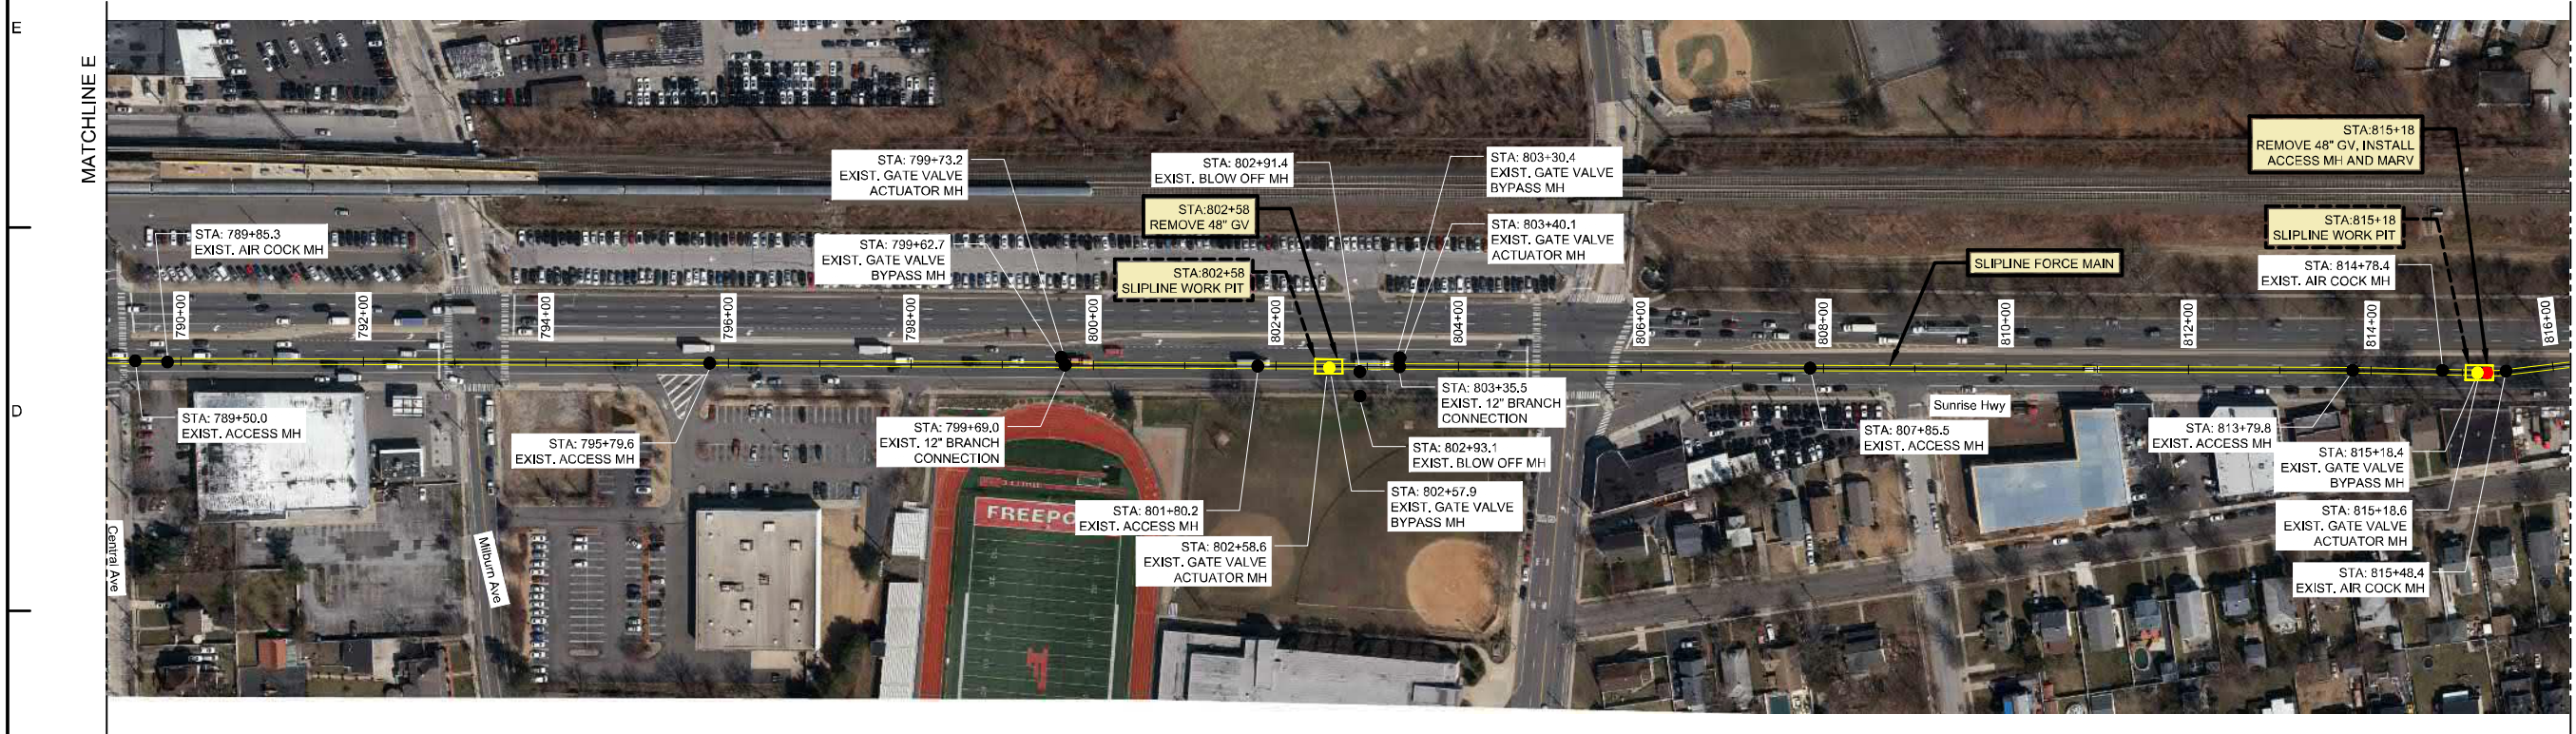 E
D
MATCHLINE E
STA: 789+85.3
EXIST. AIR COCK MH
STA: 799+73.2
EXIST. GATE VALVE
ACTUATOR MH
STA: 799+62.7
EXIST. GATE VALVE
BYPASS MH
STA: 802+91.4
EXIST. BLOW OFF MH
STA:802+58
REMOVE 48" GV
STA:802+58
SLIPLINE WORK PIT
STA: 803+30.4
EXIST. GATE VALVE
BYPASS MH
STA: 803+40.1
EXIST. GATE VALVE
ACTUATOR MH
SLIPLINE FORCE MAIN
STA:815+18
REMOVE 48" GV, INSTALL
ACCESS MH AND MARV
STA:815+18
SLIPLINE WORK PIT
STA: 814+78.4
EXIST. AIR COCK MH
790+00
792+00
794+00
796+00
798+00
800+00
802+00
804+00
806+00
808+00
810+00
812+00
814+00
816+00
STA: 789+50.0
EXIST. ACCESS MH
STA: 795+79.6
EXIST. ACCESS MH
STA: 799+69.0
EXIST. 12" BRANCH
CONNECTION
STA: 801+80.2
EXIST. ACCESS MH
STA: 802+58.6
EXIST. GATE VALVE
ACTUATOR MH
STA: 803+35.5
EXIST. 12" BRANCH
CONNECTION
STA: 802+93.1
EXIST. BLOW OFF MH
STA: 802+57.9
EXIST. GATE VALVE
BYPASS MH
Sunrise Hwy
STA: 807+85.5
EXIST. ACCESS MH
STA: 813+79.8
EXIST. ACCESS MH
STA: 815+18.4
EXIST. GATE VALVE
BYPASS MH
STA: 815+18.6
EXIST. GATE VALVE
ACTUATOR MH
STA: 815+48.4
EXIST. AIR COCK MH
Central Ave
Milburn Ave
FREEPO
F